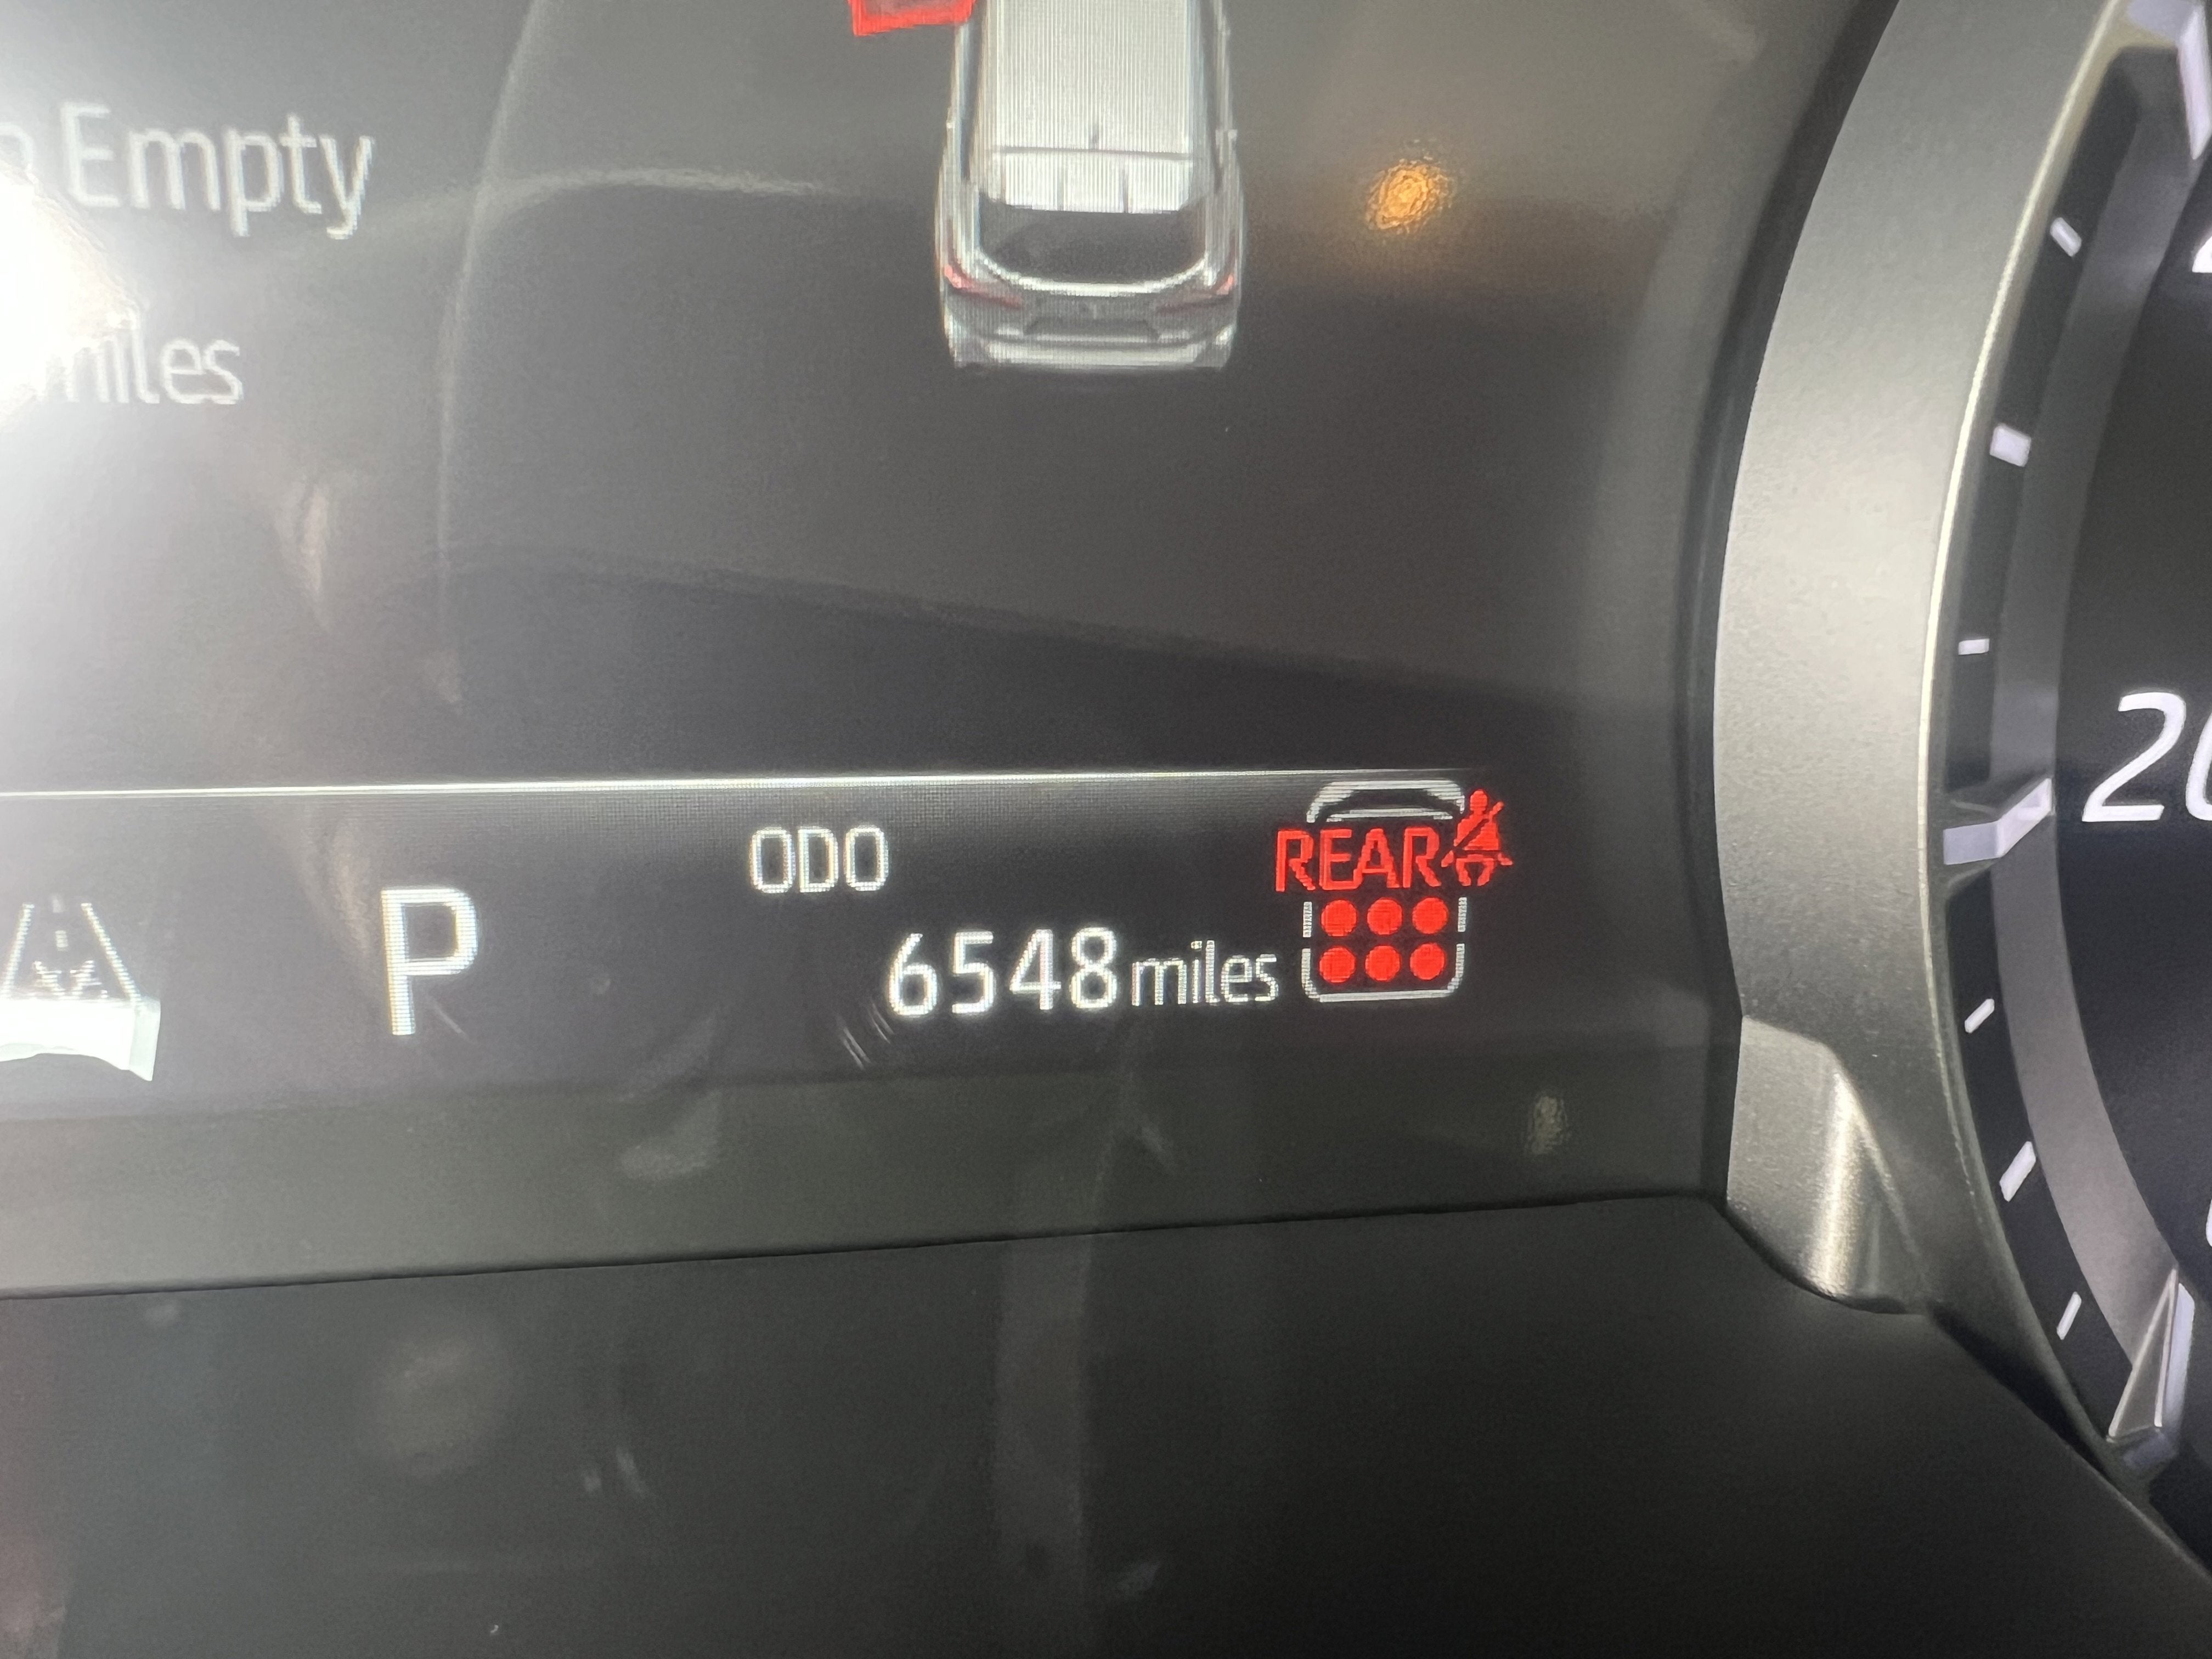 Empty
miles
P
ODO
6548 miles
REAR